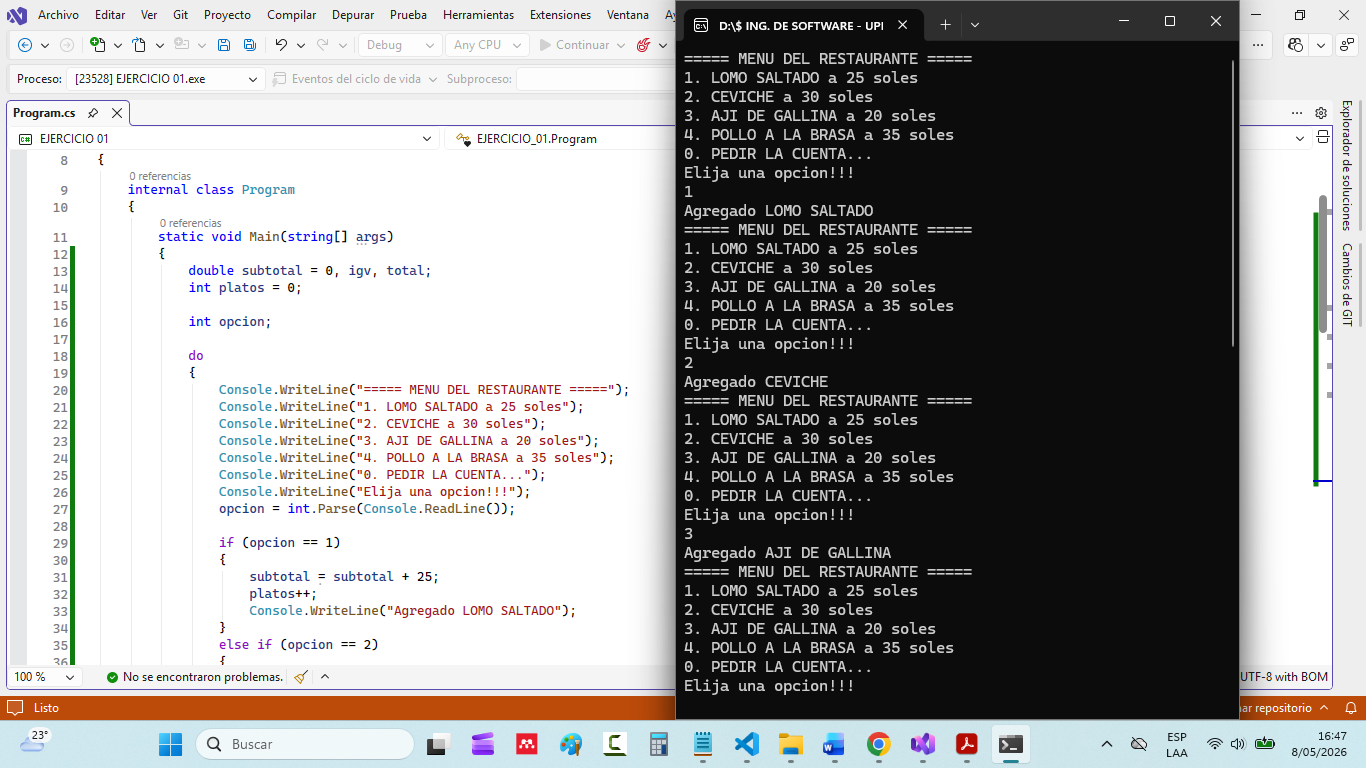 Archivo Editar Ver Git Proyecto Compilar Depurar Prueba Herramientas Extensiones Ventana
Debug Any CPU Continuar
Proceso: [23528] EJERCICIO 01.exe Eventos del ciclo de vida Subproceso:
Program.cs
EJERCICIO 01 EJERCICIO_01.Program
8 {
0 referencias
9 internal class Program
10 {
0 referencias
11 static void Main(string[] args)
12 {
13 double subtotal = 0, igv, total;
14 int platos = 0;
15
16 int opcion;
17
18 do
19 {
20 Console.WriteLine("===== MENU DEL RESTAURANTE =====");
21 Console.WriteLine("1. LOMO SALTADO a 25 soles");
22 Console.WriteLine("2. CEVICHE a 30 soles");
23 Console.WriteLine("3. AJI DE GALLINA a 20 soles");
24 Console.WriteLine("4. POLLO A LA BRASA a 35 soles");
25 Console.WriteLine("0. PEDIR LA CUENTA...");
26 Console.WriteLine("Elija una opcion!!!");
27 opcion = int.Parse(Console.ReadLine());
28
29 if (opcion == 1)
30 {
31 subtotal = subtotal + 25;
32 platos++;
33 Console.WriteLine("Agregado LOMO SALTADO");
34 }
35 else if (opcion == 2)
36 {
100 % No se encontraron problemas.
Listo
D:\$ ING. DE SOFTWARE - UPI
===== MENU DEL RESTAURANTE =====
1. LOMO SALTADO a 25 soles
2. CEVICHE a 30 soles
3. AJI DE GALLINA a 20 soles
4. POLLO A LA BRASA a 35 soles
0. PEDIR LA CUENTA...
Elija una opcion!!!
1
Agregado LOMO SALTADO
===== MENU DEL RESTAURANTE =====
1. LOMO SALTADO a 25 soles
2. CEVICHE a 30 soles
3. AJI DE GALLINA a 20 soles
4. POLLO A LA BRASA a 35 soles
0. PEDIR LA CUENTA...
Elija una opcion!!!
2
Agregado CEVICHE
===== MENU DEL RESTAURANTE =====
1. LOMO SALTADO a 25 soles
2. CEVICHE a 30 soles
3. AJI DE GALLINA a 20 soles
4. POLLO A LA BRASA a 35 soles
0. PEDIR LA CUENTA...
Elija una opcion!!!
3
Agregado AJI DE GALLINA
===== MENU DEL RESTAURANTE =====
1. LOMO SALTADO a 25 soles
2. CEVICHE a 30 soles
3. AJI DE GALLINA a 20 soles
4. POLLO A LA BRASA a 35 soles
0. PEDIR LA CUENTA...
Elija una opcion!!!
Explorador de soluciones
Cambios de GIT
UTF-8 with BOM
repositorio
23°
Buscar
ESP
LAA
16:47
8/05/2026